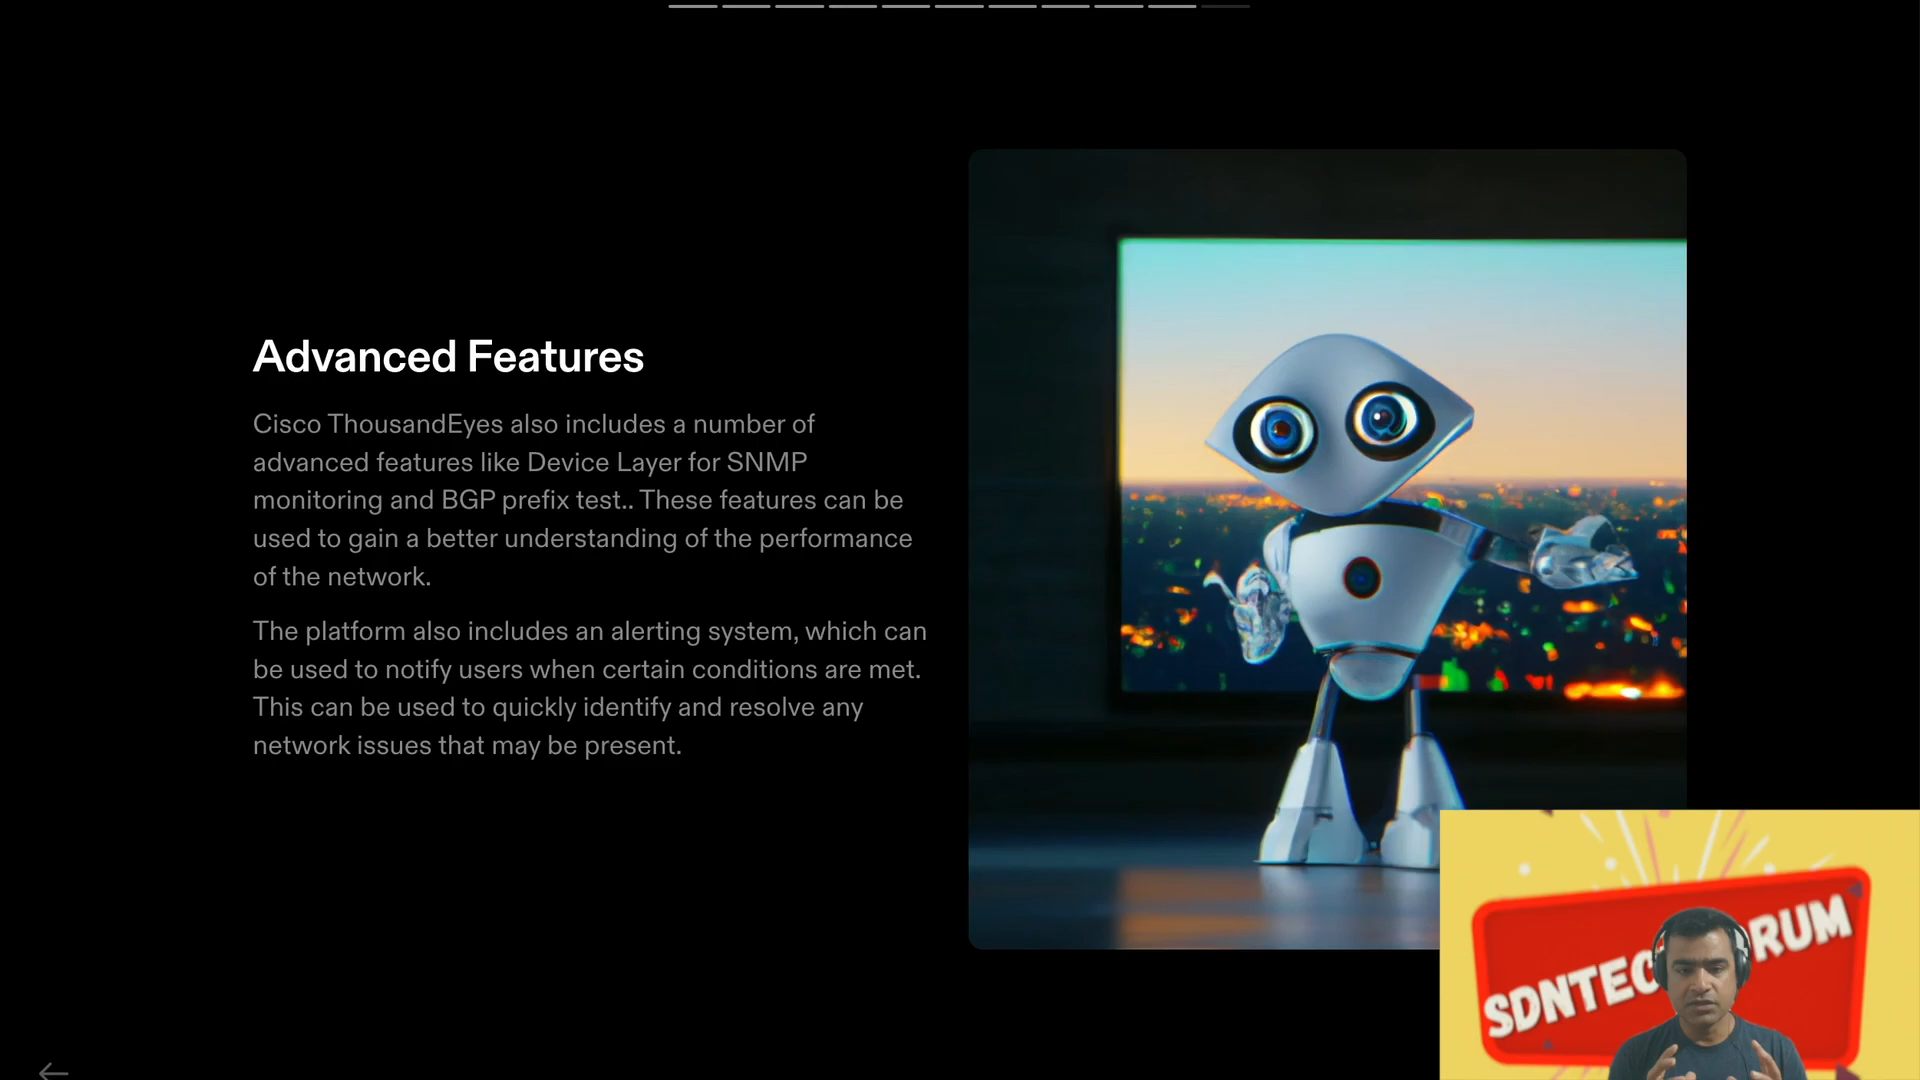 Advanced Features
Cisco ThousandEyes also includes a number of
advanced features like Device Layer for SNMP
monitoring and BGP prefix test.. These features can be
used to gain a better understanding of the performance
of the network.
The platform also includes an alerting system, which can
be used to notify users when certain conditions are met.
This can be used to quickly identify and resolve any
network issues that may be present.
SDNTEC RUM